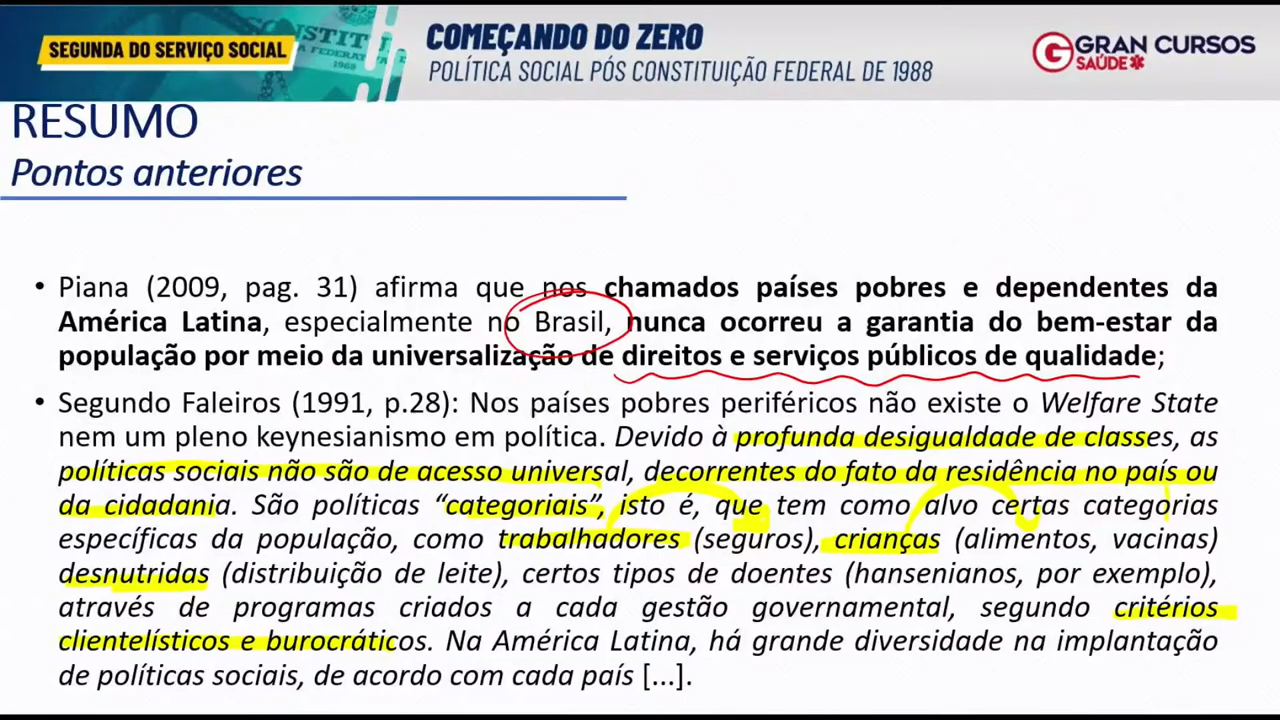 SEGUNDA DO SERVIÇO SOCIAL
COMEÇANDO DO ZERO
POLÍTICA SOCIAL PÓS CONSTITUIÇÃO FEDERAL DE 1988
GRAN CURSOS
SAÚDE
RESUMO
Pontos anteriores
• Piana (2009, pag. 31) afirma que nos chamados países pobres e dependentes da
América Latina, especialmente no Brasil, nunca ocorreu a garantia do bem-estar da
população por meio da universalização de direitos e serviços públicos de qualidade;
• Segundo Faleiros (1991, p.28): Nos países pobres periféricos não existe o Welfare State
nem um pleno keynesianismo em política. Devido à profunda desigualdade de classes, as
políticas sociais não são de acesso universal, decorrentes do fato da residência no país ou
da cidadania. São políticas “categoriais”, isto é, que tem como alvo certas categorias
específicas da população, como trabalhadores (seguros), crianças (alimentos, vacinas)
desnutridas (distribuição de leite), certos tipos de doentes (hansenianos, por exemplo),
através de programas criados a cada gestão governamental, segundo critérios
clientelísticos e burocráticos. Na América Latina, há grande diversidade na implantação
de políticas sociais, de acordo com cada país [...].